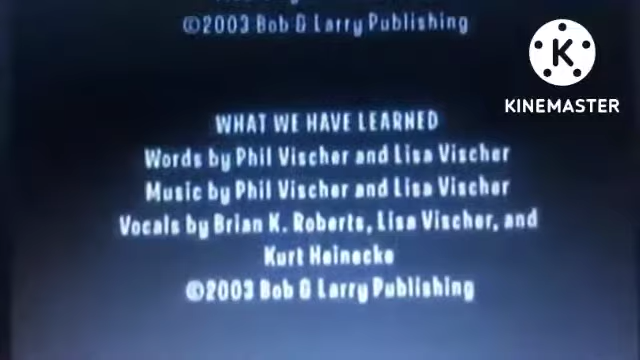 ©2003 Bob & Larry Publishing
K
KINEMASTER
WHAT WE HAVE LEARNED
Words by Phil Vischer and Lisa Vischer
Music by Phil Vischer and Lisa Vischer
Vocals by Brian K. Roberts, Lisa Vischer, and
Kurt Heinecke
©2003 Bob & Larry Publishing